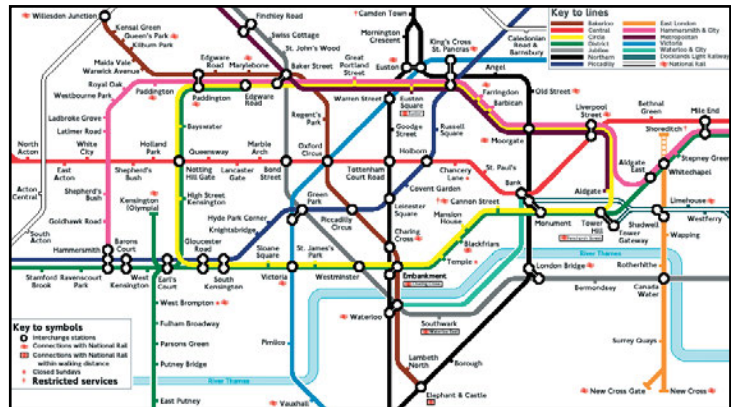 Willesden Junction
Kensal Green
Queen's Park
Kilburn Park
Maida Vale
Warwick Avenue
Royal Oak
Westbourne Park
Ladbroke Grove
Latimer Road
Paddington
Edgware
Road
Marylebone
Finchley Road
Swiss Cottage
St. John's Wood
Baker Street
Great
Portland
Street
Camden Town
Mornington
Crescent
Euston
King's Cross
St. Pancras
Caledonian
Road &
Barnsbury
Key to lines
Bakerloo
Central
Circle
District
Jubilee
Northern
Piccadilly
East London
Hammersmith & City
Metropolitan
Victoria
Waterloo & City
Docklands Light Railway
National Rail
Angel
Old Street
Paddington
Edgware
Road
Warren Street
Euston
Square
Farringdon
Barbican
Moorgate
Liverpool
Street
Bethnal
Green
Mile End
Shoreditch
Stepney Green
Whitechapel
Aldgate
East
Aldgate
Bayswater
Regent's
Park
Goodge
Street
Russell
Square
North
Acton
East
Acton
White
City
Shepherd's
Bush
Holland
Park
Notting
Hill Gate
Queensway
Lancaster
Gate
Marble
Arch
Bond
Street
Oxford
Circus
Tottenham
Court Road
Holborn
Chancery
Lane
St. Paul's
Bank
Acton
Central
South
Acton
Shepherd's
Bush
Goldhawk Road
Kensington
(Olympia)
High Street
Kensington
Hyde Park Corner
Knightsbridge
Green
Park
Piccadilly
Circus
Covent Garden
Leicester
Square
Charing
Cross
Cannon Street
Mansion
House
Blackfriars
Temple
Monument
Tower
Hill
Tower
Gateway
Shadwell
Limehouse
Westferry
Wapping
Rotherhithe
Canada
Water
Surrey Quays
New Cross Gate
New Cross
Hammersmith
Barons
Court
Gloucester
Road
Sloane
Square
St. James's
Park
Stamford
Brook
Ravenscourt
Park
West
Kensington
Earl's
Court
South
Kensington
Victoria
Westminster
Embankment
River Thames
London Bridge
Bermondsey
West Brompton
Fulham Broadway
Parsons Green
Putney Bridge
East Putney
Waterloo
Southwark
Pimlico
Lambeth
North
Borough
Vauxhall
Elephant & Castle
River Thames
Key to symbols
Interchange stations
Connections with National Rail
Connections with National Rail
within walking distance
Closed Sundays
Restricted services